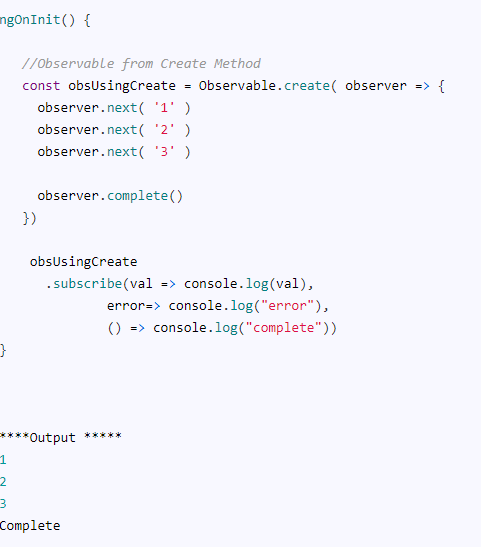 ngOnInit() {
//Observable from Create Method
const obsUsingCreate = Observable.create( observer => {
observer.next( '1' )
observer.next( '2' )
observer.next( '3' )
observer.complete()
})
obsUsingCreate
.subscribe(val => console.log(val),
error=> console.log("error"),
() => console.log("complete"))
}
****Output *****
1
2
3
Complete